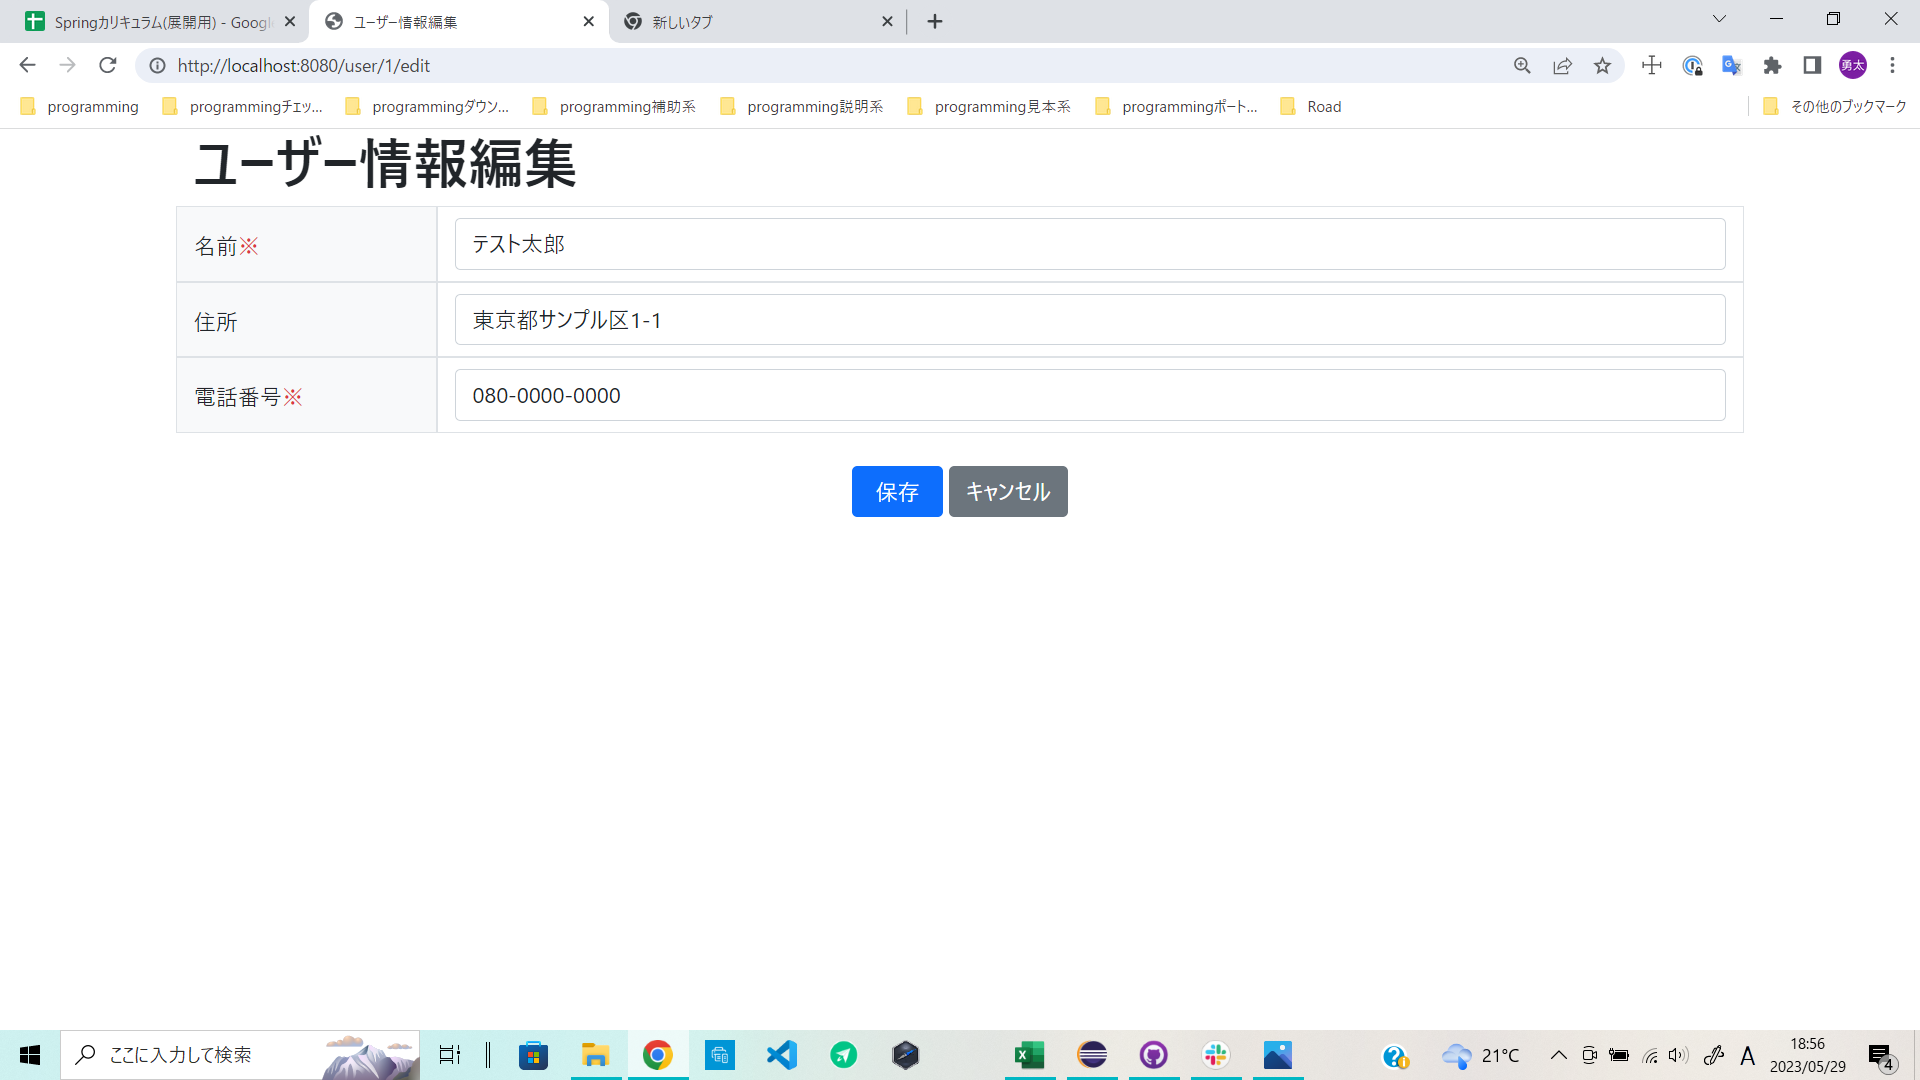 Springカリキュラム(展開用) - Googl
ユーザー情報編集
新しいタブ
http://localhost:8080/user/1/edit
勇太
programming
programmingチェッ...
programmingダウン...
programming補助系
programming説明系
programming見本系
programmingポート...
Road
その他のブックマーク
ユーザー情報編集
名前※
テスト太郎
住所
東京都サンプル区1-1
電話番号※
080-0000-0000
保存
キャンセル
ここに入力して検索
21°C
A
18:56
2023/05/29
4